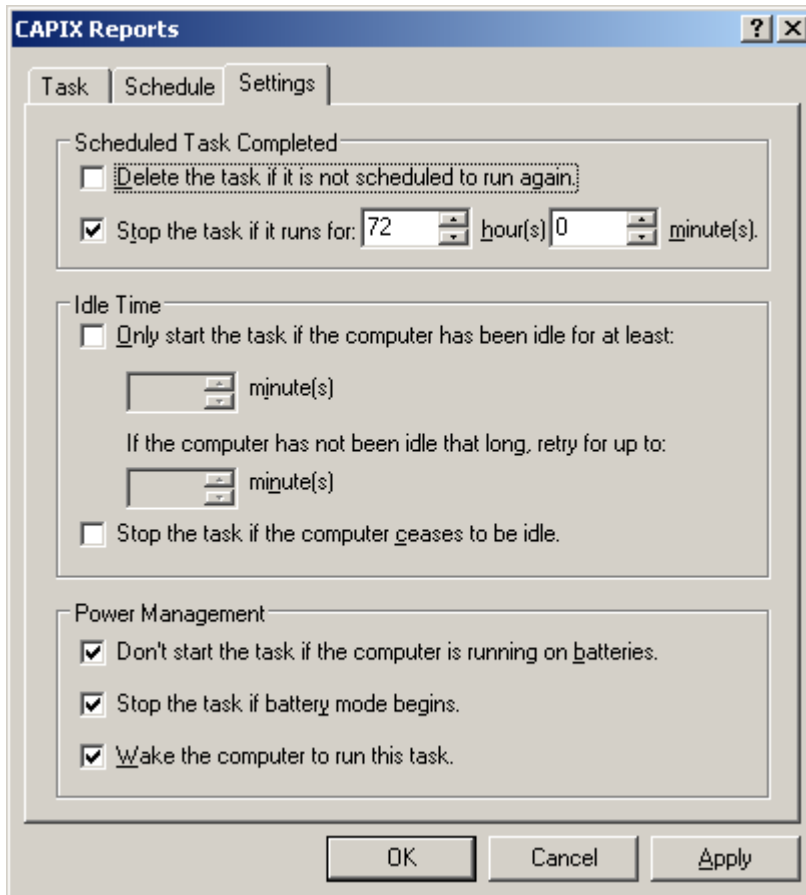 CAPIX Reports
Task Schedule Settings
Scheduled Task Completed
Delete the task if it is not scheduled to run again.
Stop the task if it runs for: 72 hour(s) 0 minute(s).
Idle Time
Only start the task if the computer has been idle for at least:
minute(s)
If the computer has not been idle that long, retry for up to:
minute(s)
Stop the task if the computer ceases to be idle.
Power Management
Don't start the task if the computer is running on batteries.
Stop the task if battery mode begins.
Wake the computer to run this task.
OK Cancel Apply